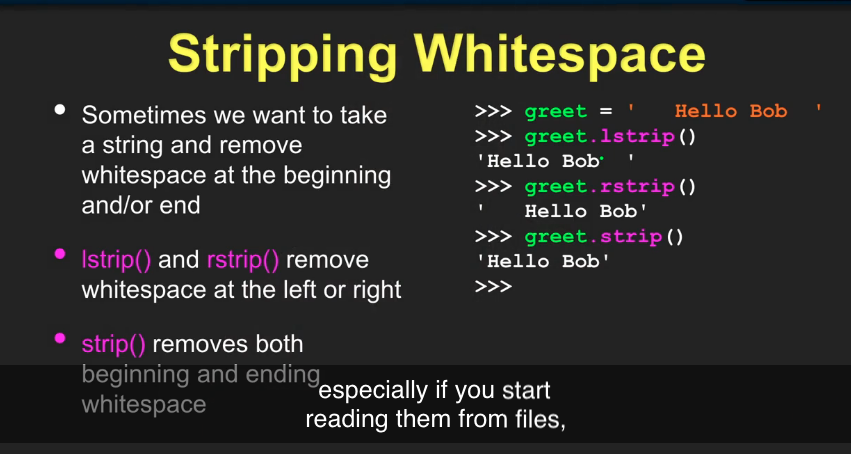 Stripping Whitespace
• Sometimes we want to take
a string and remove
whitespace at the beginning
and/or end
• lstrip() and rstrip() remove
whitespace at the left or right
• strip() removes both
beginning and ending
whitespace
>>> greet = '   Hello Bob  '
>>> greet.lstrip()
'Hello Bob  '
>>> greet.rstrip()
'   Hello Bob'
>>> greet.strip()
'Hello Bob'
>>>
especially if you start
reading them from files,